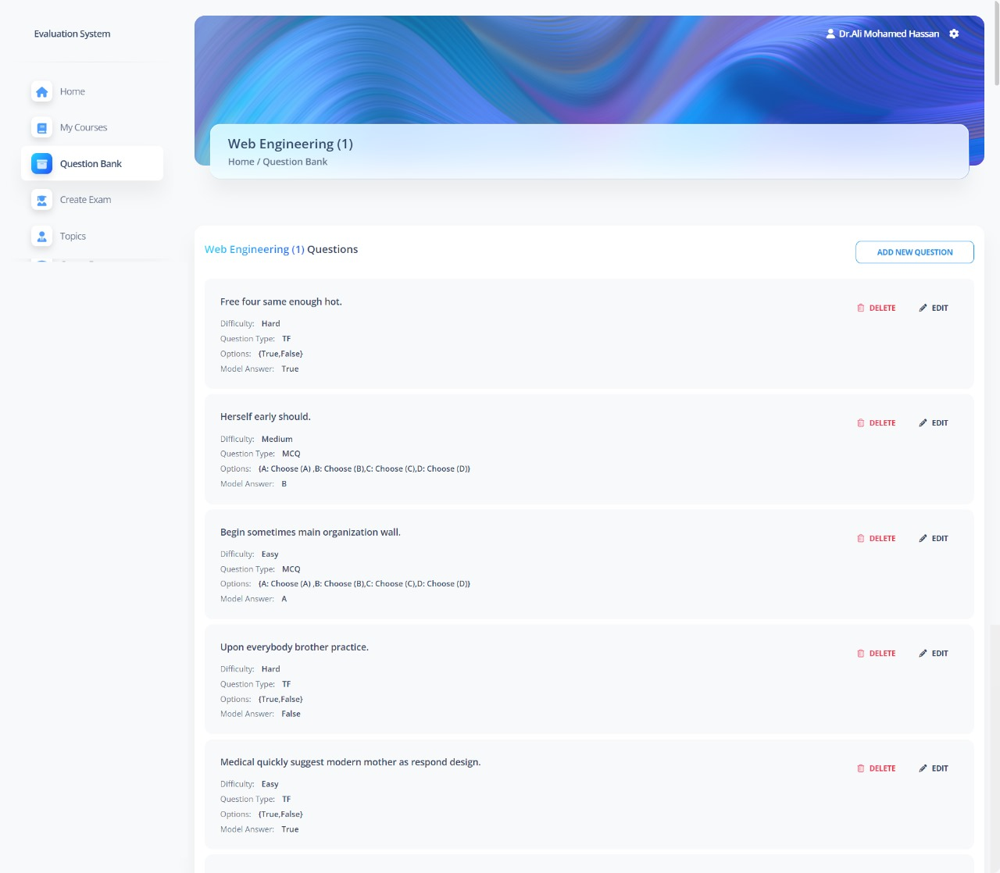 Evaluation System
Dr.Ali Mohamed Hassan
Home
My Courses
Question Bank
Create Exam
Topics
Web Engineering (1)
Home / Question Bank
Web Engineering (1) Questions
ADD NEW QUESTION
Free four same enough hot.
DELETE
EDIT
Difficulty: Hard
Question Type: TF
Options: {True,False}
Model Answer: True
Herself early should.
DELETE
EDIT
Difficulty: Medium
Question Type: MCQ
Options: {A: Choose (A) ,B: Choose (B),C: Choose (C),D: Choose (D)}
Model Answer: B
Begin sometimes main organization wall.
DELETE
EDIT
Difficulty: Easy
Question Type: MCQ
Options: {A: Choose (A) ,B: Choose (B),C: Choose (C),D: Choose (D)}
Model Answer: A
Upon everybody brother practice.
DELETE
EDIT
Difficulty: Hard
Question Type: TF
Options: {True,False}
Model Answer: False
Medical quickly suggest modern mother as respond design.
DELETE
EDIT
Difficulty: Easy
Question Type: TF
Options: {True,False}
Model Answer: True